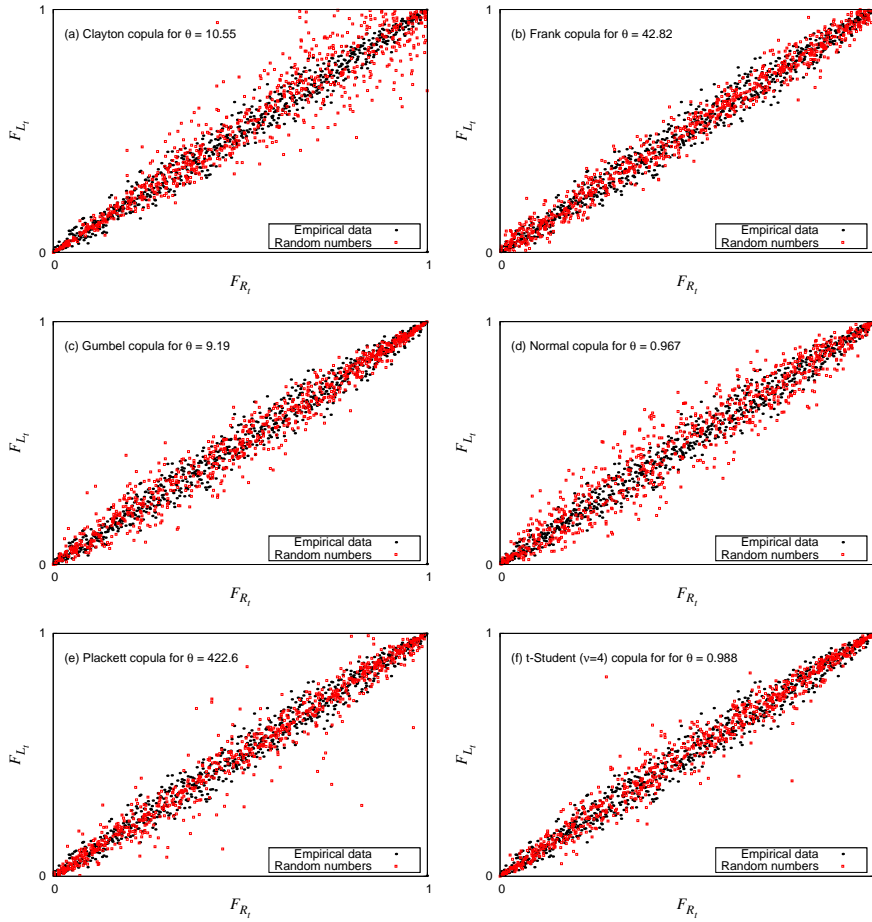 1
(a) Clayton copula for θ = 10.55
F_{L_t}
Empirical data
Random numbers
0
0
1
F_{R_t}
1
(b) Frank copula for θ = 42.82
F_{L_t}
Empirical data
Random numbers
0
0
F_{R_t}
1
(c) Gumbel copula for θ = 9.19
F_{L_t}
Empirical data
Random numbers
0
0
1
F_{R_t}
1
(d) Normal copula for θ = 0.967
F_{L_t}
Empirical data
Random numbers
0
0
F_{R_t}
1
(e) Plackett copula for θ = 422.6
F_{L_t}
Empirical data
Random numbers
0
0
1
F_{R_t}
1
(f) t-Student (ν=4) copula for for θ = 0.988
F_{L_t}
Empirical data
Random numbers
0
0
F_{R_t}